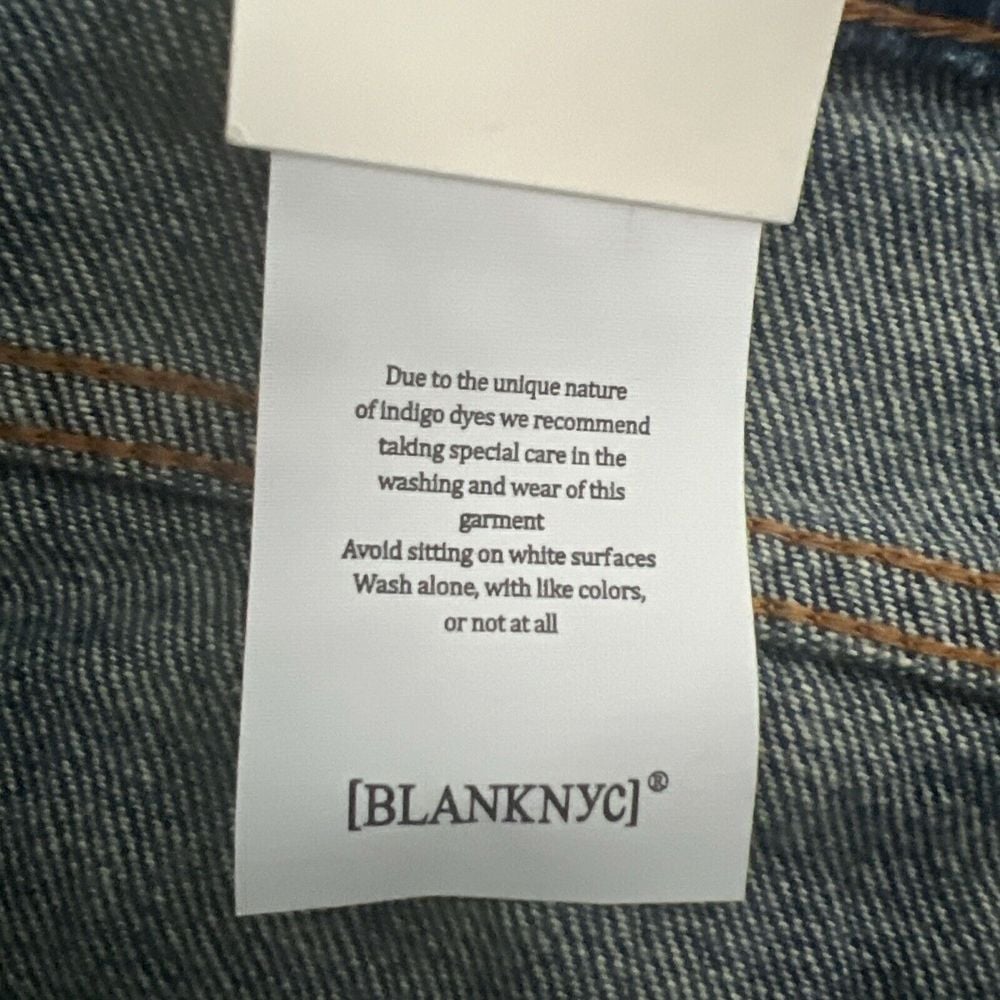 Due to the unique nature
of indigo dyes we recommend
taking special care in the
washing and wear of this
garment
Avoid sitting on white surfaces
Wash alone, with like colors,
or not at all
[BLANKNYC]®